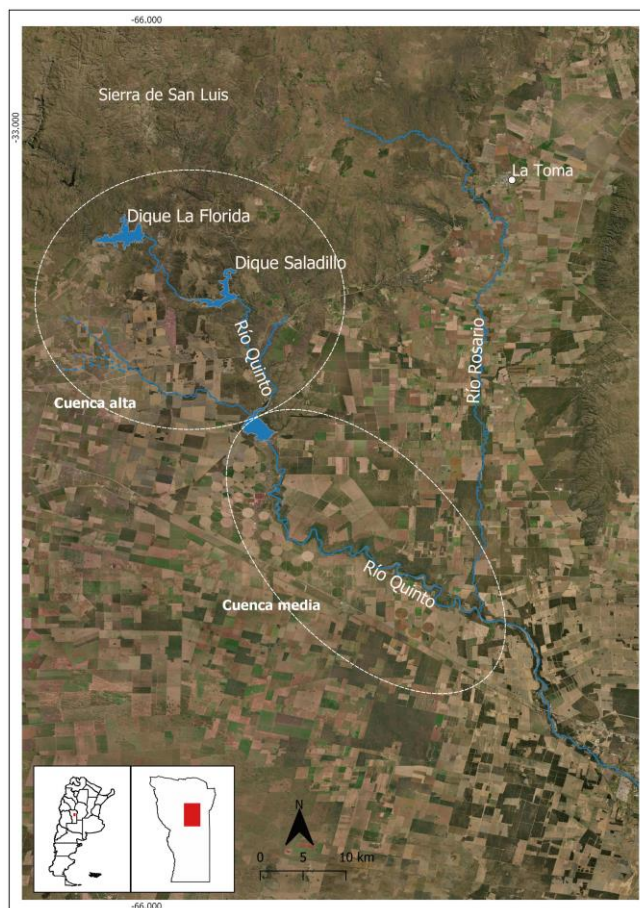 -66.000
-33.000
Sierra de San Luis
La Toma
Dique La Florida
Dique Saladillo
Río Quinto
Río Rosario
Cuenca alta
Río Quinto
Cuenca media
N
0 5 10 km
-66.000